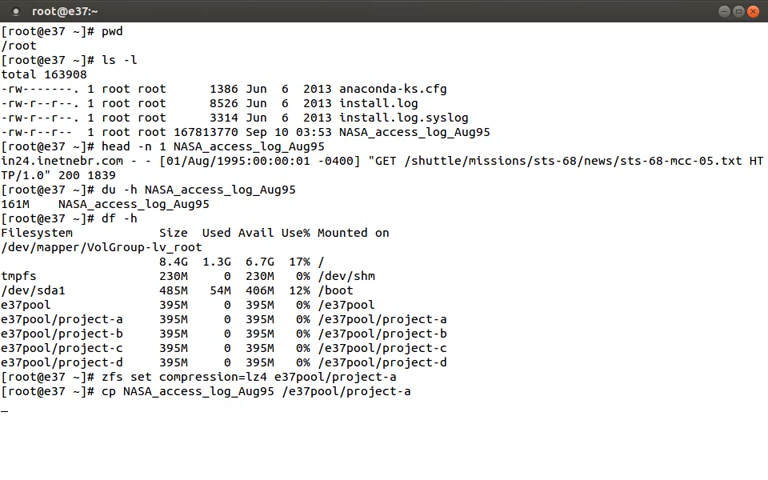 root@e37:~
[root@e37 ~]# pwd
/root
[root@e37 ~]# ls -l
total 163908
-rw-------. 1 root root      1386 Jun  6  2013 anaconda-ks.cfg
-rw-r--r--. 1 root root      8526 Jun  6  2013 install.log
-rw-r--r--. 1 root root      3314 Jun  6  2013 install.log.syslog
-rw-r--r--  1 root root 167813770 Sep 10 03:53 NASA_access_log_Aug95
[root@e37 ~]# head -n 1 NASA_access_log_Aug95
in24.inetnebr.com - - [01/Aug/1995:00:00:01 -0400] "GET /shuttle/missions/sts-68/news/sts-68-mcc-05.txt HT
TP/1.0" 200 1839
[root@e37 ~]# du -h NASA_access_log_Aug95
161M    NASA_access_log_Aug95
[root@e37 ~]# df -h
Filesystem            Size  Used Avail Use% Mounted on
/dev/mapper/VolGroup-lv_root
                      8.4G  1.3G  6.7G  17% /
tmpfs                 230M     0  230M   0% /dev/shm
/dev/sda1             485M   54M  406M  12% /boot
e37pool               395M     0  395M   0% /e37pool
e37pool/project-a     395M     0  395M   0% /e37pool/project-a
e37pool/project-b     395M     0  395M   0% /e37pool/project-b
e37pool/project-c     395M     0  395M   0% /e37pool/project-c
e37pool/project-d     395M     0  395M   0% /e37pool/project-d
[root@e37 ~]# zfs set compression=lz4 e37pool/project-a
[root@e37 ~]# cp NASA_access_log_Aug95 /e37pool/project-a